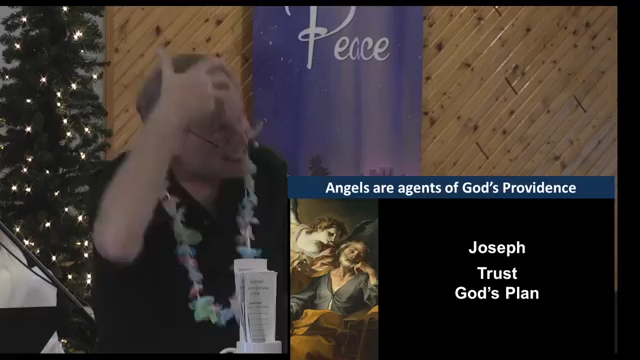 Peace
Angels are agents of God's Providence
Joseph
Trust
God's Plan